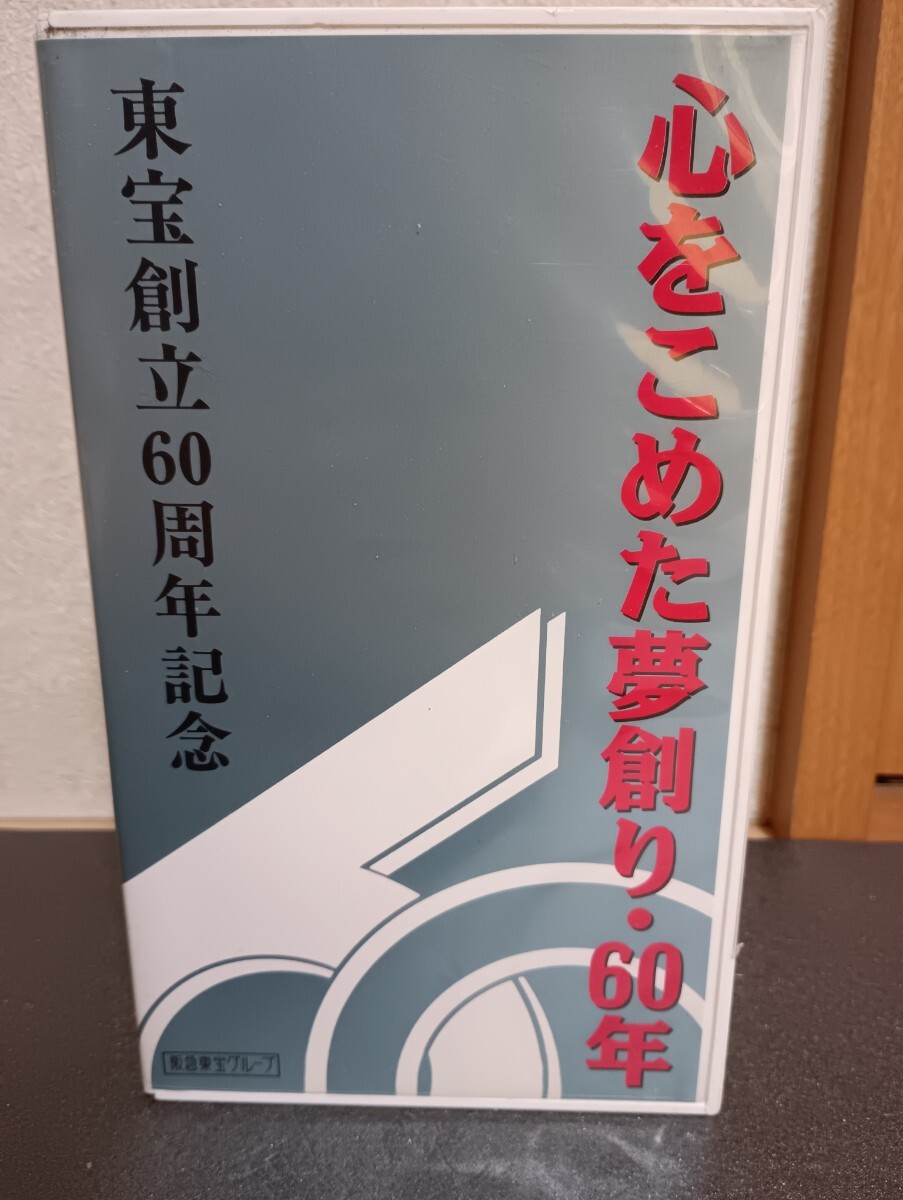 心をこめた夢創り・60年
東宝創立60周年記念
阪急東宝グループ